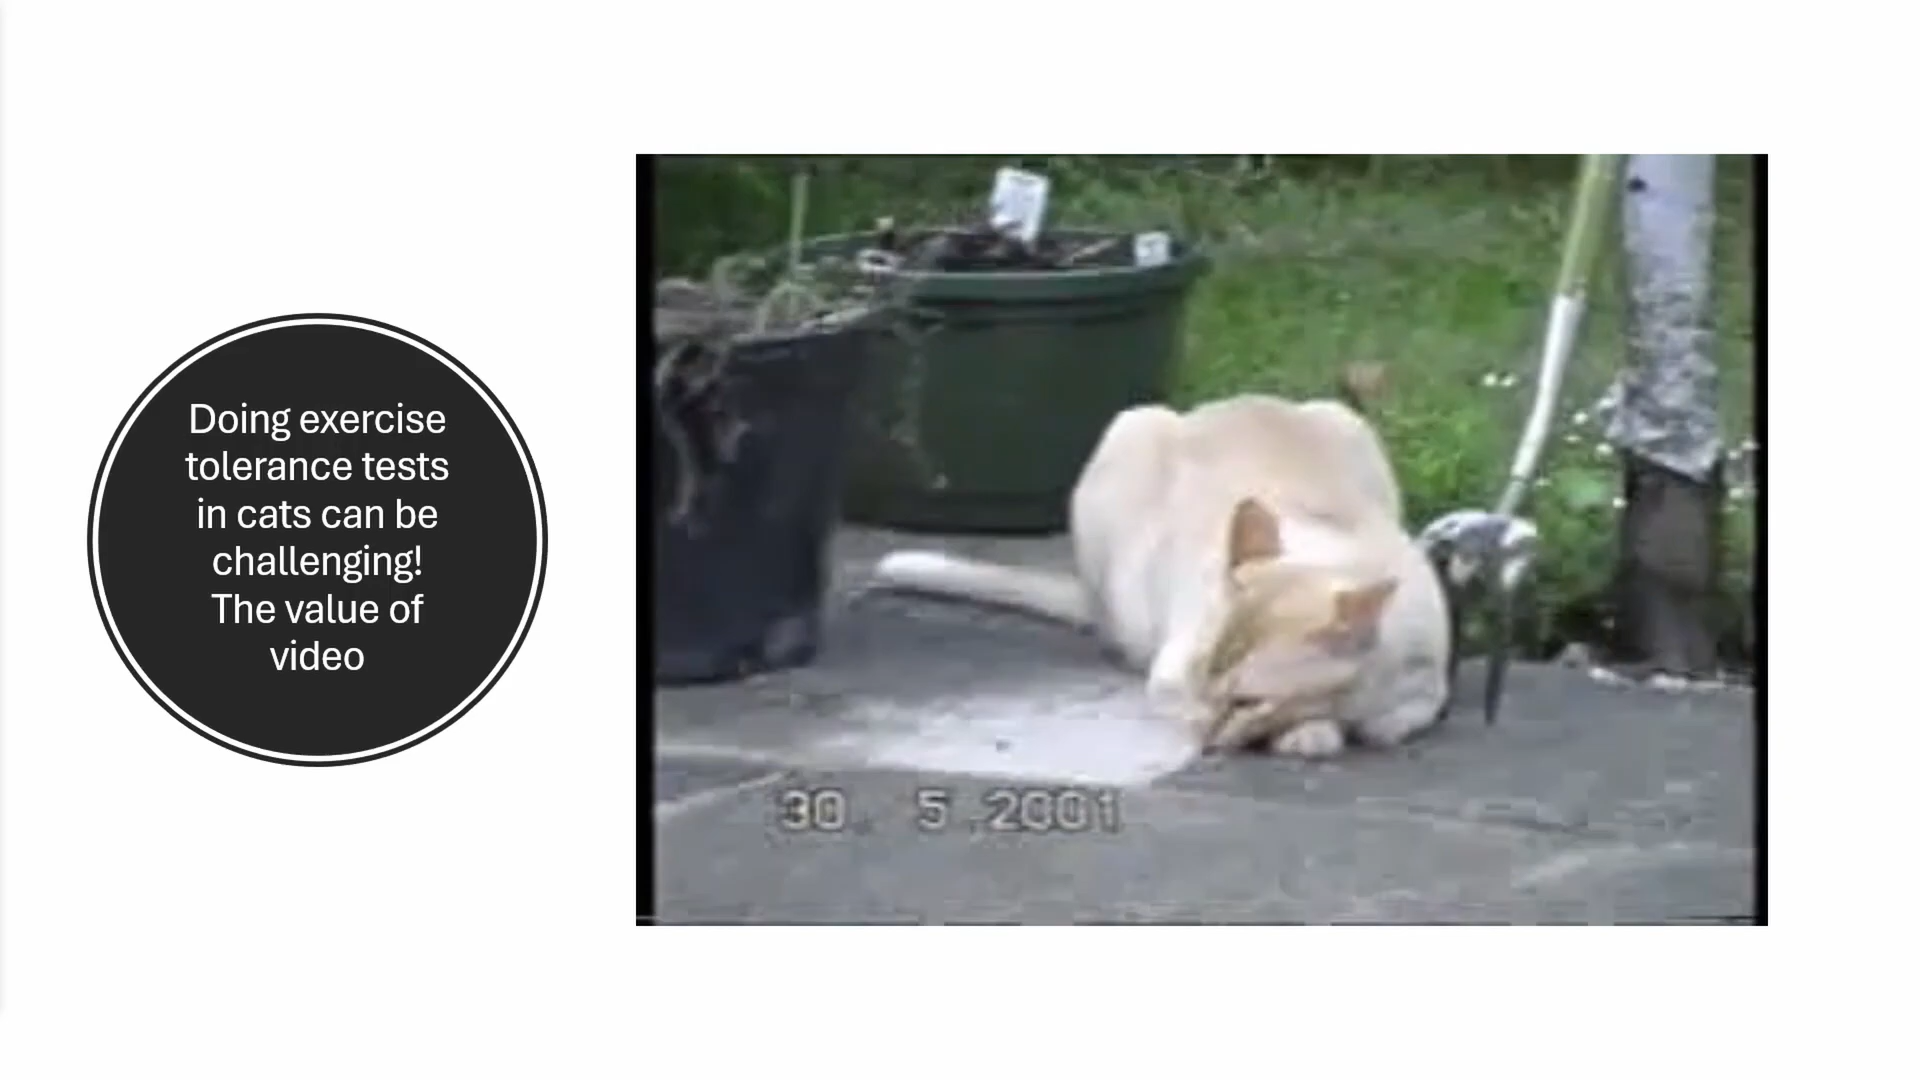 Doing exercise
tolerance tests
in cats can be
challenging!
The value of
video
30. 5.2001